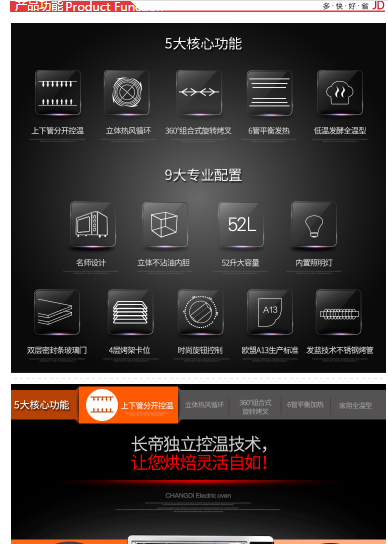 产品功能 Product Function
多·快·好·省 JD
5大核心功能
上下管分开控温 立体热风循环 360°组合式旋转烤叉 6管平衡发热 低温发酵全温型
9大专业配置
52L
名师设计 立体不沾油内胆 52升大容量 内置照明灯
A13
双层密封条玻璃门 4层烤架卡位 时尚旋钮控制 欧盟A13生产标准 发蓝技术不锈钢烤管
5大核心功能 上下管分开控温 立体热风循环 360°组合式 6管平衡加热 家用全温型
旋转烤叉
长帝独立控温技术,
让您烘焙灵活自如!
CHANGDI Electric oven